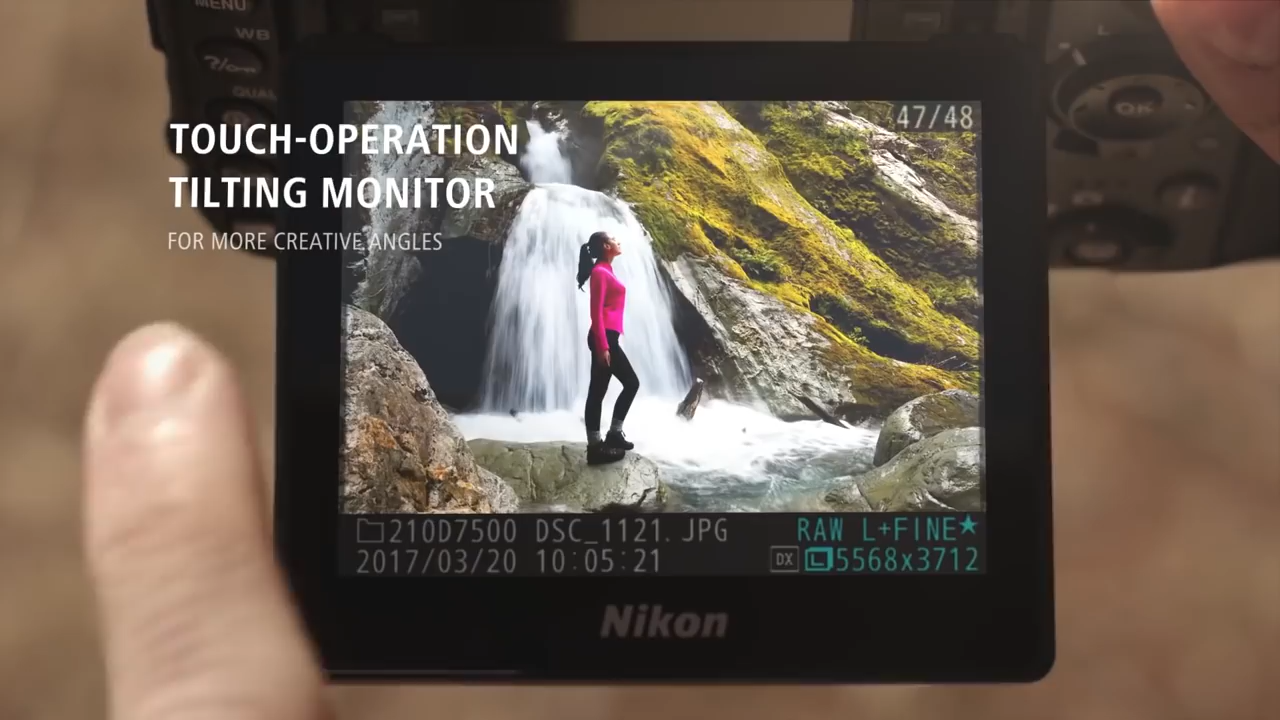 MENU
WB
?/
QUAL
L
OK
47/48
TOUCH-OPERATION
TILTING MONITOR
FOR MORE CREATIVE ANGLES
210D7500 DSC_1121.JPG RAW L+FINE★
2017/03/20 10:05:21 DX L 5568x3712
Nikon